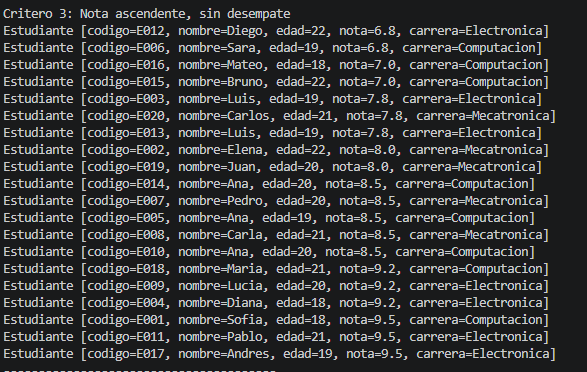 Critero 3: Nota ascendente, sin desempate
Estudiante [codigo=E012, nombre=Diego, edad=22, nota=6.8, carrera=Electronica]
Estudiante [codigo=E006, nombre=Sara, edad=19, nota=6.8, carrera=Computacion]
Estudiante [codigo=E016, nombre=Mateo, edad=18, nota=7.0, carrera=Computacion]
Estudiante [codigo=E015, nombre=Bruno, edad=22, nota=7.0, carrera=Computacion]
Estudiante [codigo=E003, nombre=Luis, edad=19, nota=7.8, carrera=Electronica]
Estudiante [codigo=E020, nombre=Carlos, edad=21, nota=7.8, carrera=Mecatronica]
Estudiante [codigo=E013, nombre=Luis, edad=19, nota=7.8, carrera=Electronica]
Estudiante [codigo=E002, nombre=Elena, edad=22, nota=8.0, carrera=Mecatronica]
Estudiante [codigo=E019, nombre=Juan, edad=20, nota=8.0, carrera=Mecatronica]
Estudiante [codigo=E014, nombre=Ana, edad=20, nota=8.5, carrera=Computacion]
Estudiante [codigo=E007, nombre=Pedro, edad=20, nota=8.5, carrera=Mecatronica]
Estudiante [codigo=E005, nombre=Ana, edad=19, nota=8.5, carrera=Computacion]
Estudiante [codigo=E008, nombre=Carla, edad=21, nota=8.5, carrera=Mecatronica]
Estudiante [codigo=E010, nombre=Ana, edad=20, nota=8.5, carrera=Computacion]
Estudiante [codigo=E018, nombre=Maria, edad=21, nota=9.2, carrera=Computacion]
Estudiante [codigo=E009, nombre=Lucia, edad=20, nota=9.2, carrera=Electronica]
Estudiante [codigo=E004, nombre=Diana, edad=18, nota=9.2, carrera=Electronica]
Estudiante [codigo=E001, nombre=Sofia, edad=18, nota=9.5, carrera=Computacion]
Estudiante [codigo=E011, nombre=Pablo, edad=21, nota=9.5, carrera=Electronica]
Estudiante [codigo=E017, nombre=Andres, edad=19, nota=9.5, carrera=Electronica]